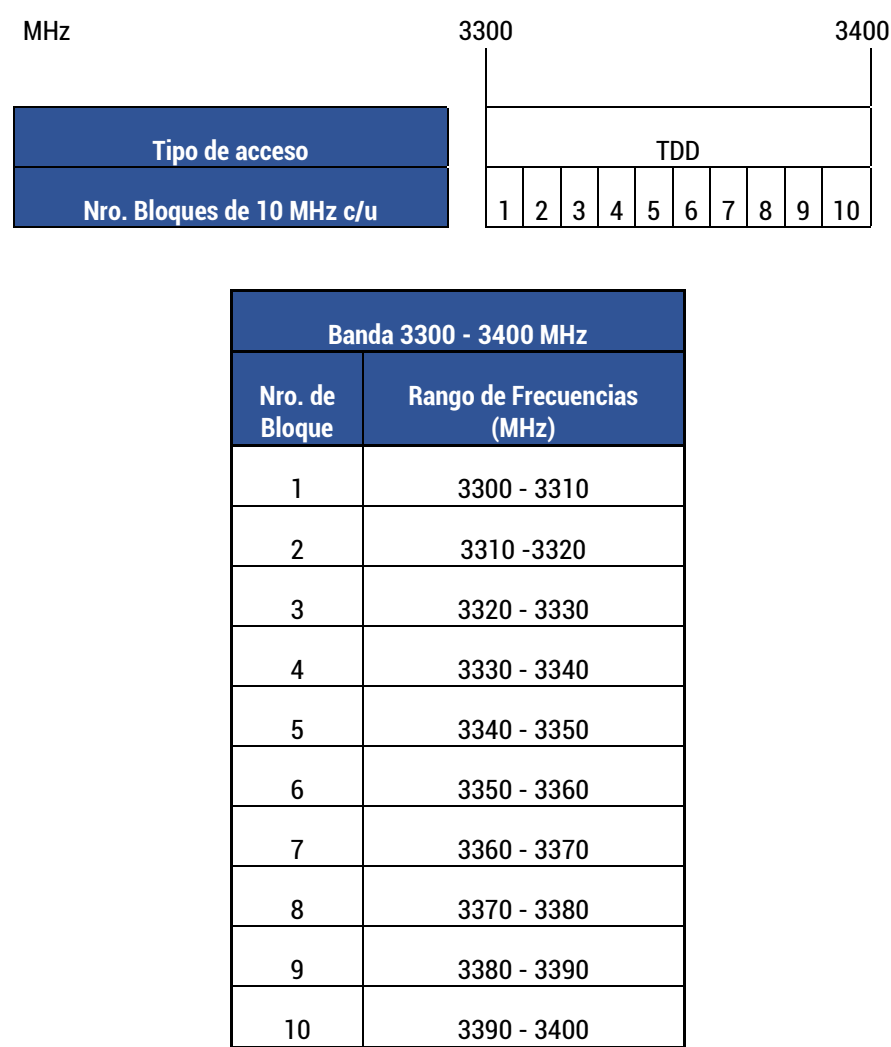 MHz 3300 3400
Tipo de acceso TDD
Nro. Bloques de 10 MHz c/u 1 2 3 4 5 6 7 8 9 10
Banda 3300 - 3400 MHz
Nro. de Bloque Rango de Frecuencias (MHz)
1 3300 - 3310
2 3310 -3320
3 3320 - 3330
4 3330 - 3340
5 3340 - 3350
6 3350 - 3360
7 3360 - 3370
8 3370 - 3380
9 3380 - 3390
10 3390 - 3400